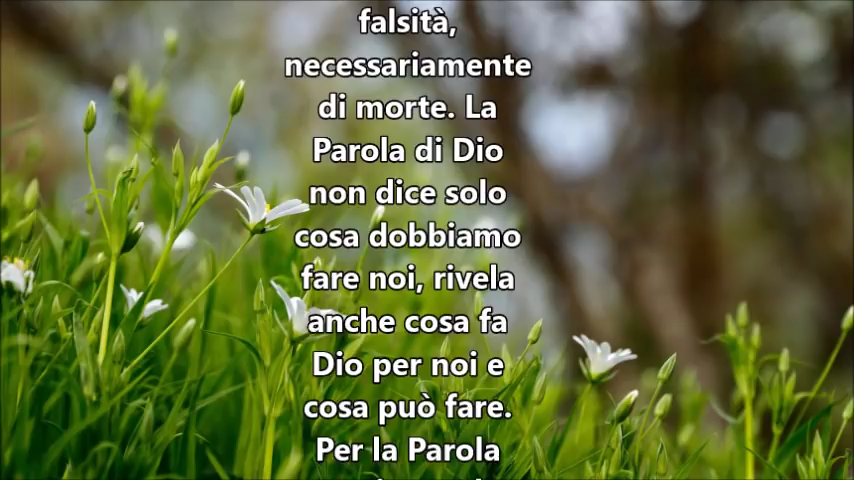 falsità,
necessariamente
di morte. La
Parola di Dio
non dice solo
cosa dobbiamo
fare noi, rivela
anche cosa fa
Dio per noi e
cosa può fare.
Per la Parola